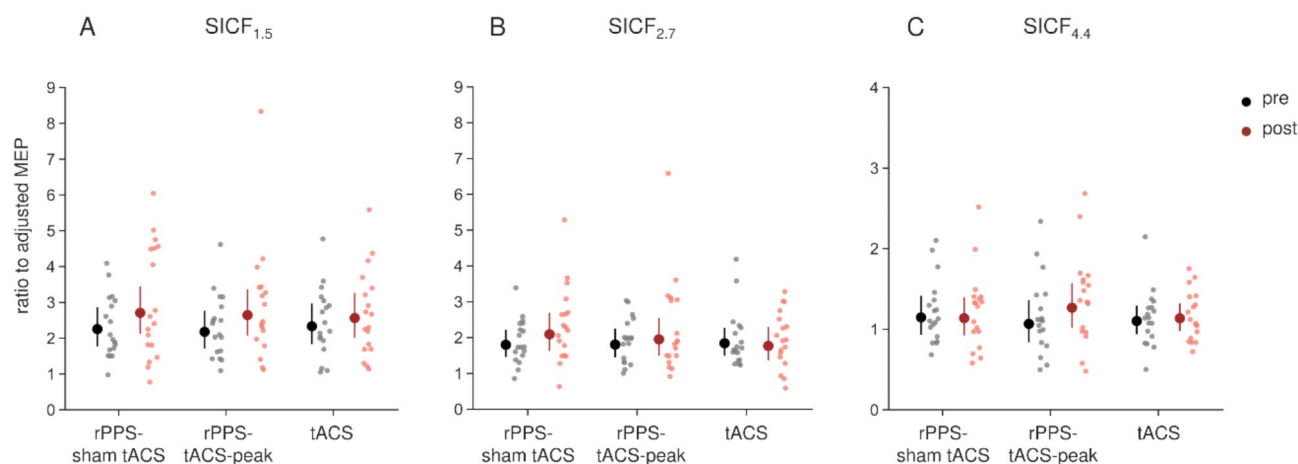 A SICF1.5
B SICF2.7
C SICF4.4
pre
post
ratio to adjusted MEP
9
8
7
6
5
4
3
2
1
0
rPPS-
sham tACS
rPPS-
tACS-peak
tACS
9
8
7
6
5
4
3
2
1
0
rPPS-
sham tACS
rPPS-
tACS-peak
tACS
4
3
2
1
0
rPPS-
sham tACS
rPPS-
tACS-peak
tACS